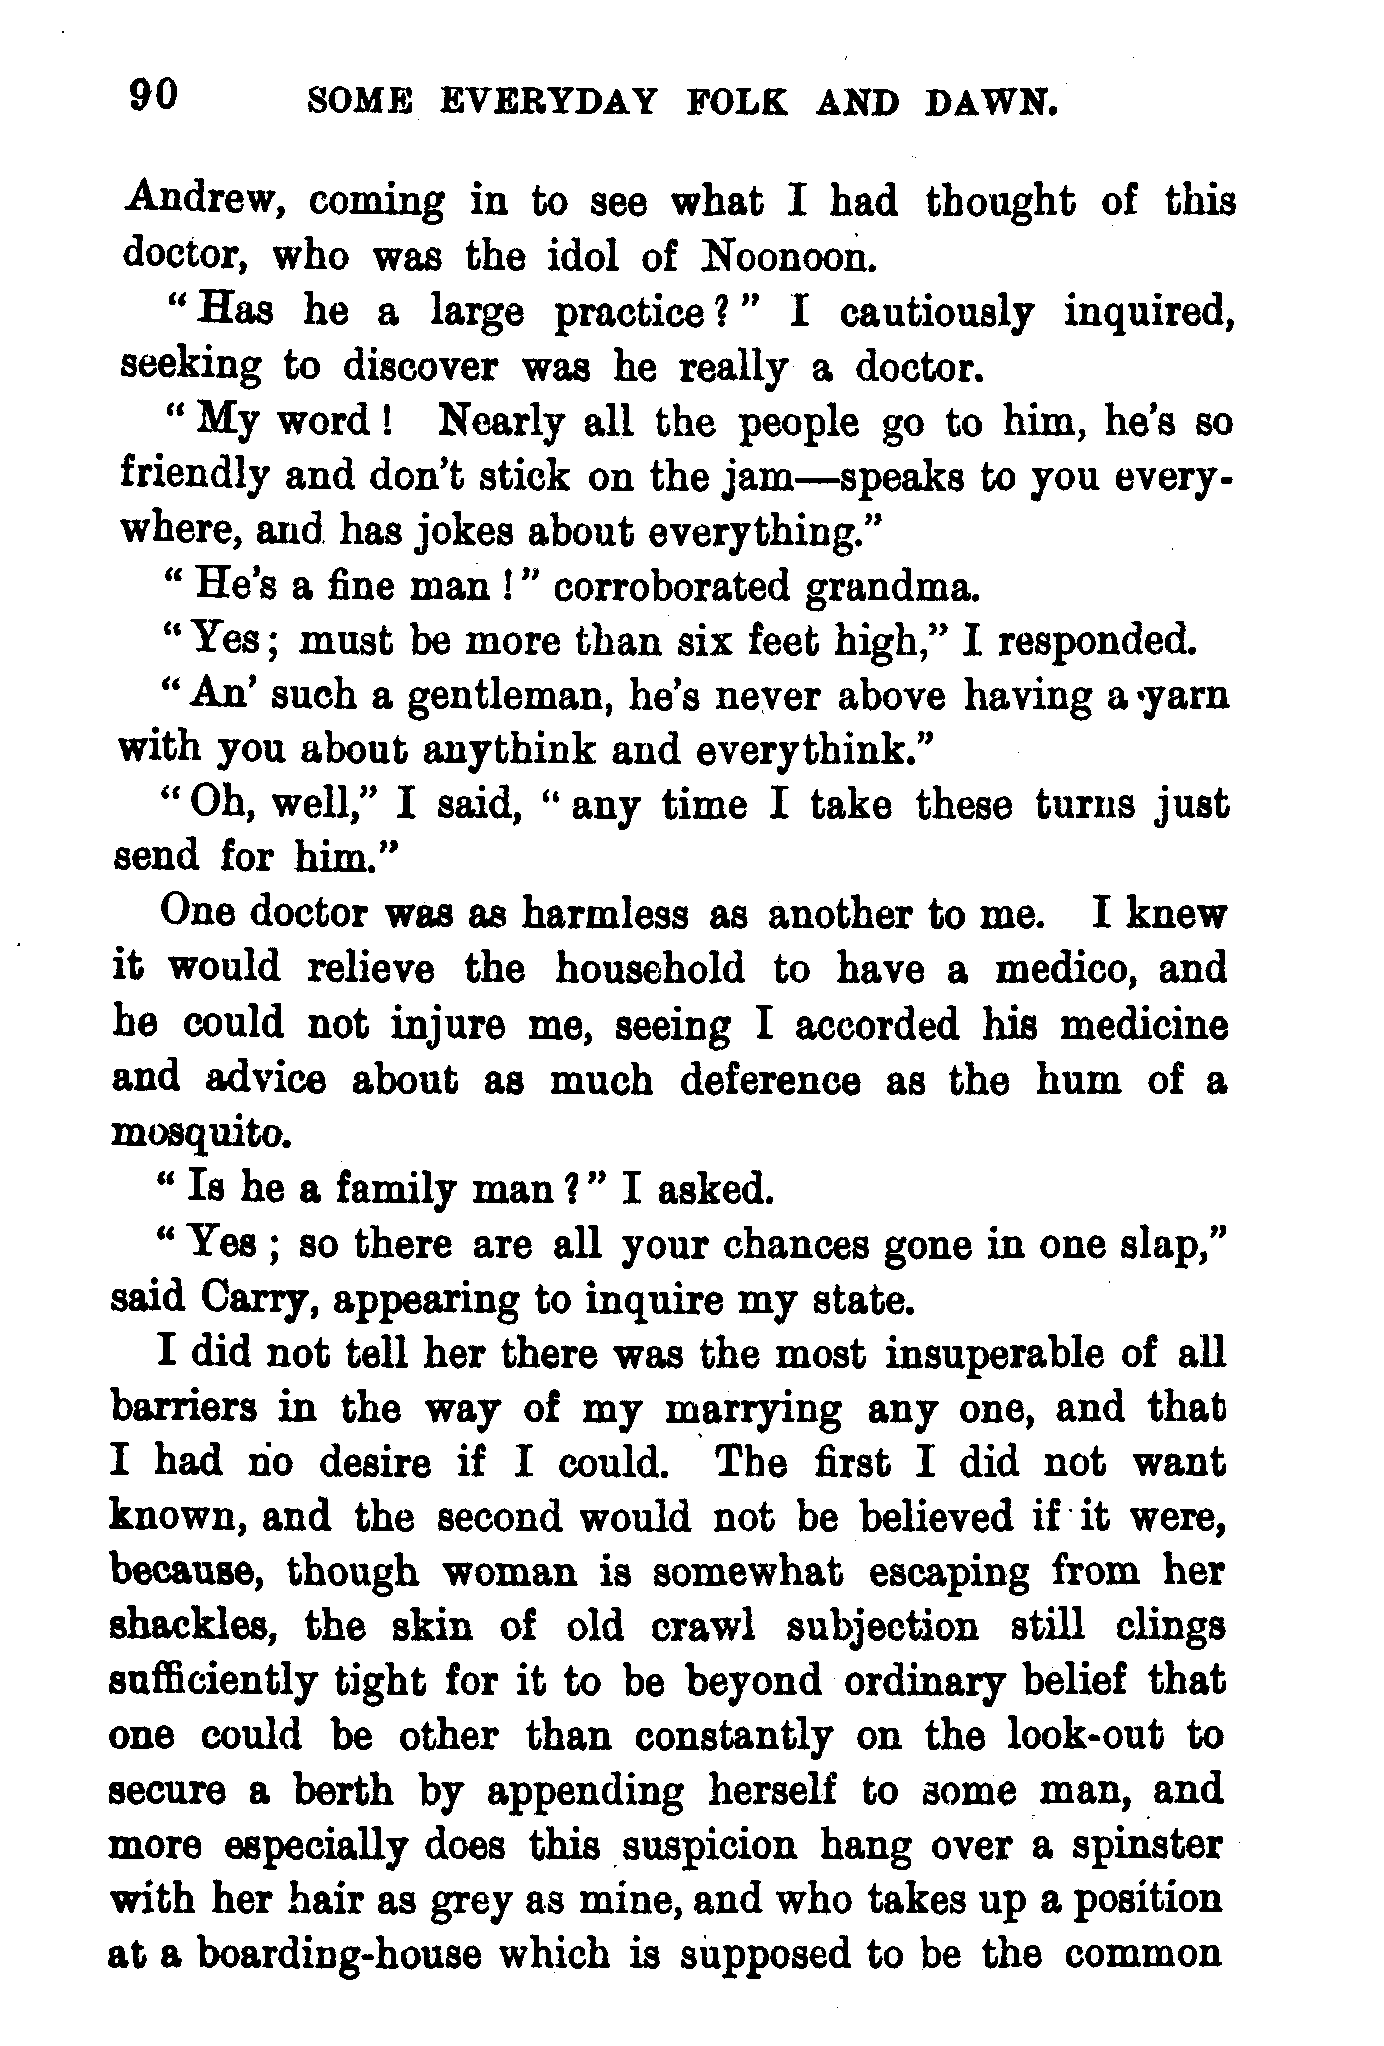 90 SOME EVERYDAY FOLK AND DAWN.
Andrew, coming in to see what I had thought of this
doctor, who was the idol of Noonoon.
"Has he a large practice?" I cautiously inquired,
seeking to discover was he really a doctor.
"My word! Nearly all the people go to him, he's so
friendly and don't stick on the jam—speaks to you every-
where, and has jokes about everything."
"He's a fine man!" corroborated grandma.
"Yes; must be more than six feet high," I responded.
"An' such a gentleman, he's never above having a yarn
with you about anythink and everythink."
"Oh, well," I said, "any time I take these turns just
send for him."
One doctor was as harmless as another to me. I knew
it would relieve the household to have a medico, and
he could not injure me, seeing I accorded his medicine
and advice about as much deference as the hum of a
mosquito.
"Is he a family man?" I asked.
"Yes; so there are all your chances gone in one slap,"
said Carry, appearing to inquire my state.
I did not tell her there was the most insuperable of all
barriers in the way of my marrying any one, and that
I had no desire if I could. The first I did not want
known, and the second would not be believed if it were,
because, though woman is somewhat escaping from her
shackles, the skin of old crawl subjection still clings
sufficiently tight for it to be beyond ordinary belief that
one could be other than constantly on the look-out to
secure a berth by appending herself to some man, and
more especially does this suspicion hang over a spinster
with her hair as grey as mine, and who takes up a position
at a boarding-house which is supposed to be the common